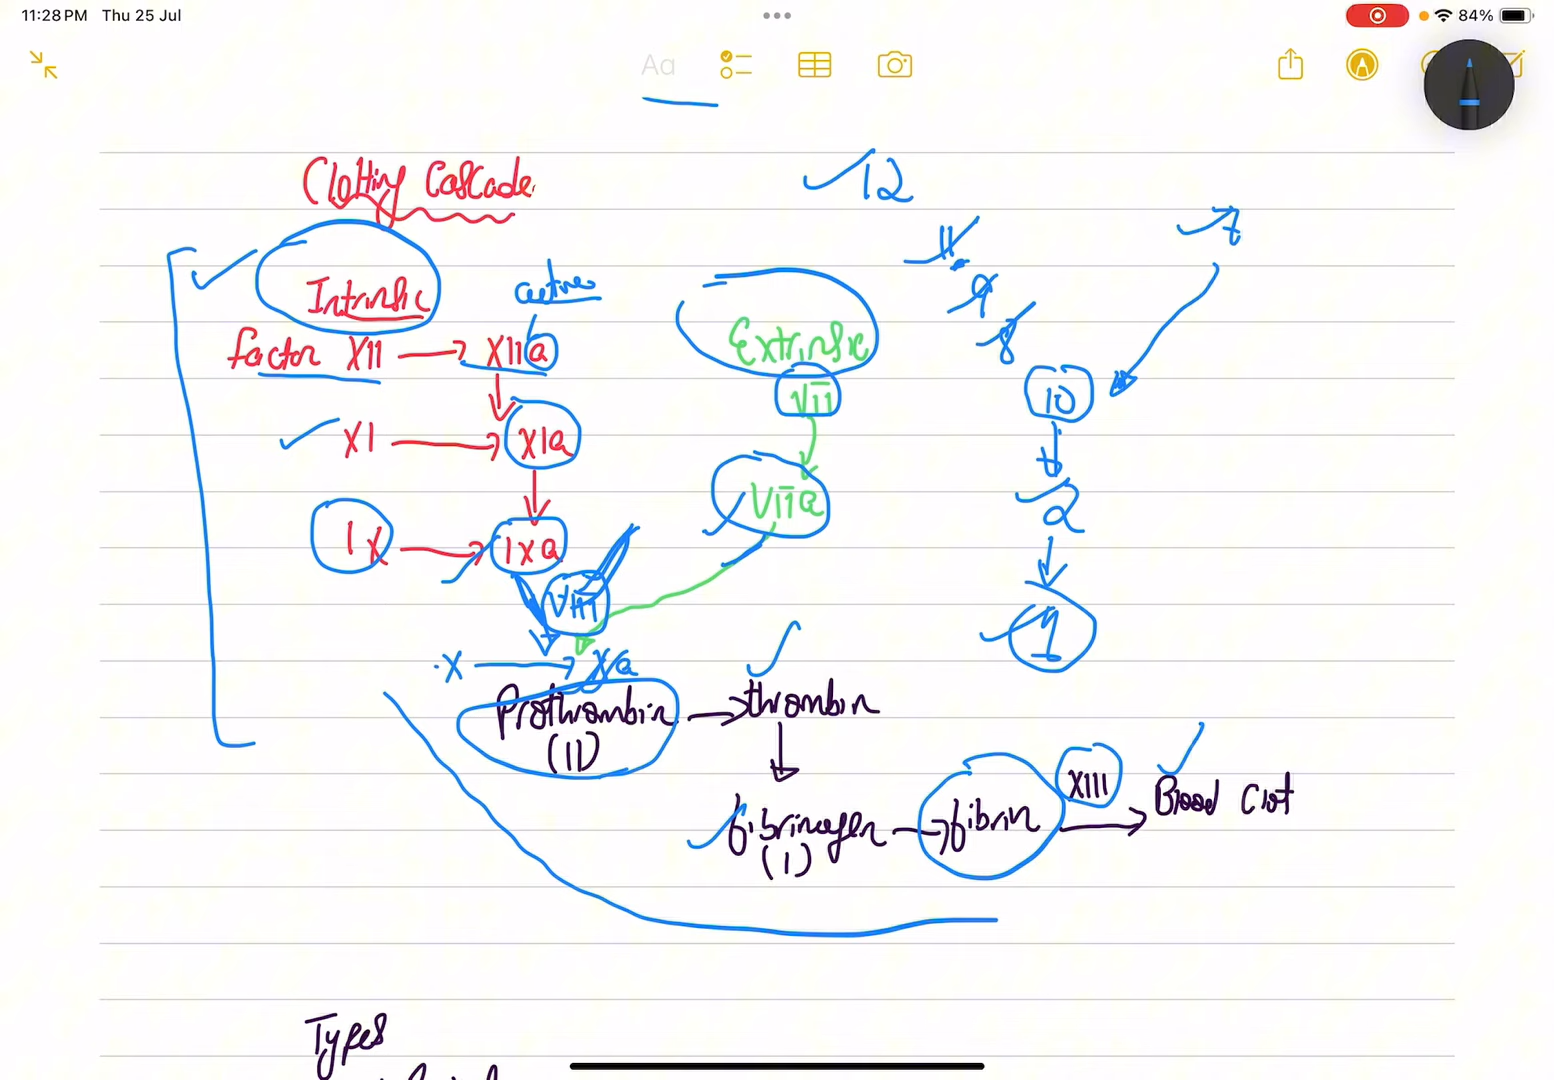 11:28 PM Thu 25 Jul
84%
Aa
Clotting Cascade
12
11
7
9
8
Intrinsic
active
Extrinsic
factor XII → XIIa
VII
10
XI → XIa
VIIa
2
IX → IXa
VIII
1
X → Xa
Prothrombin → thrombin
(II)
XIII
fibrinogen → fibrin → Blood Clot
(I)
Types